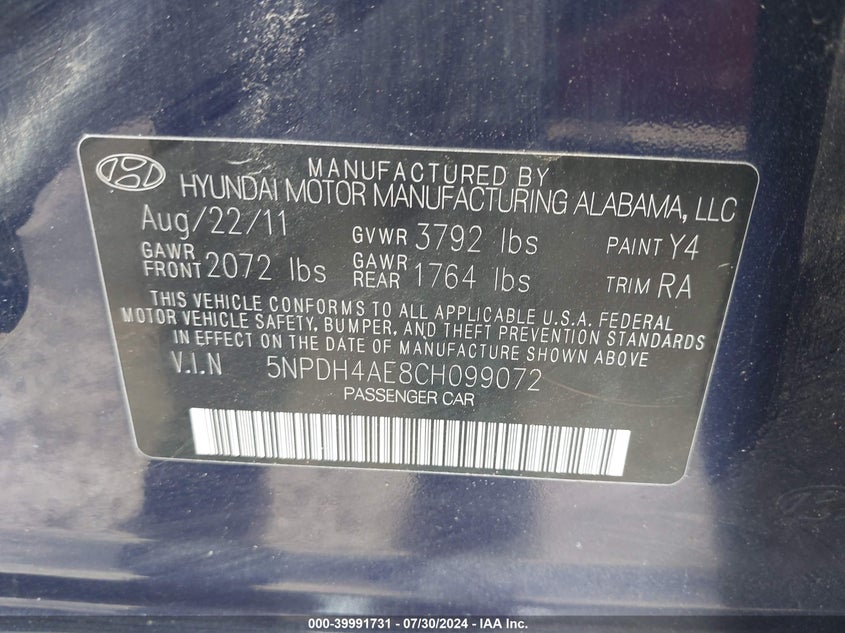 MANUFACTURED BY
HYUNDAI MOTOR MANUFACTURING ALABAMA, LLC
Aug/22/11 GVWR 3792 lbs PAINT Y4
GAWR FRONT 2072 lbs GAWR REAR 1764 lbs TRIM RA
THIS VEHICLE CONFORMS TO ALL APPLICABLE U.S.A. FEDERAL
MOTOR VEHICLE SAFETY, BUMPER, AND THEFT PREVENTION STANDARDS
IN EFFECT ON THE DATE OF MANUFACTURE SHOWN ABOVE
V.I.N 5NPDH4AE8CH099072
PASSENGER CAR
000-39991731 - 07/30/2024 - IAA Inc.